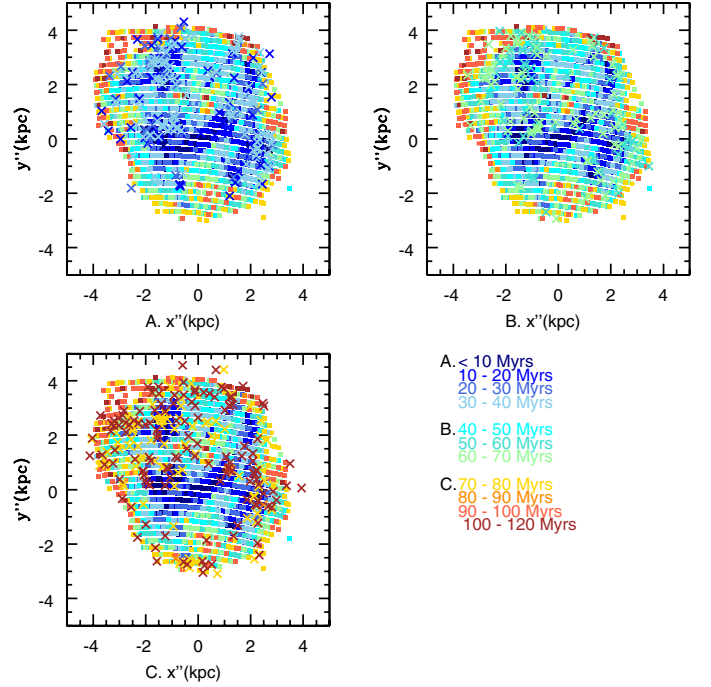 4
2
0
-2
-4
y''(kpc)
-4 -2 0 2 4
A. x''(kpc)
4
2
0
-2
-4
y''(kpc)
-4 -2 0 2 4
B. x''(kpc)
4
2
0
-2
-4
y''(kpc)
-4 -2 0 2 4
C. x''(kpc)
A. < 10 Myrs
10 - 20 Myrs
20 - 30 Myrs
30 - 40 Myrs
B. 40 - 50 Myrs
50 - 60 Myrs
60 - 70 Myrs
C. 70 - 80 Myrs
80 - 90 Myrs
90 - 100 Myrs
100 - 120 Myrs